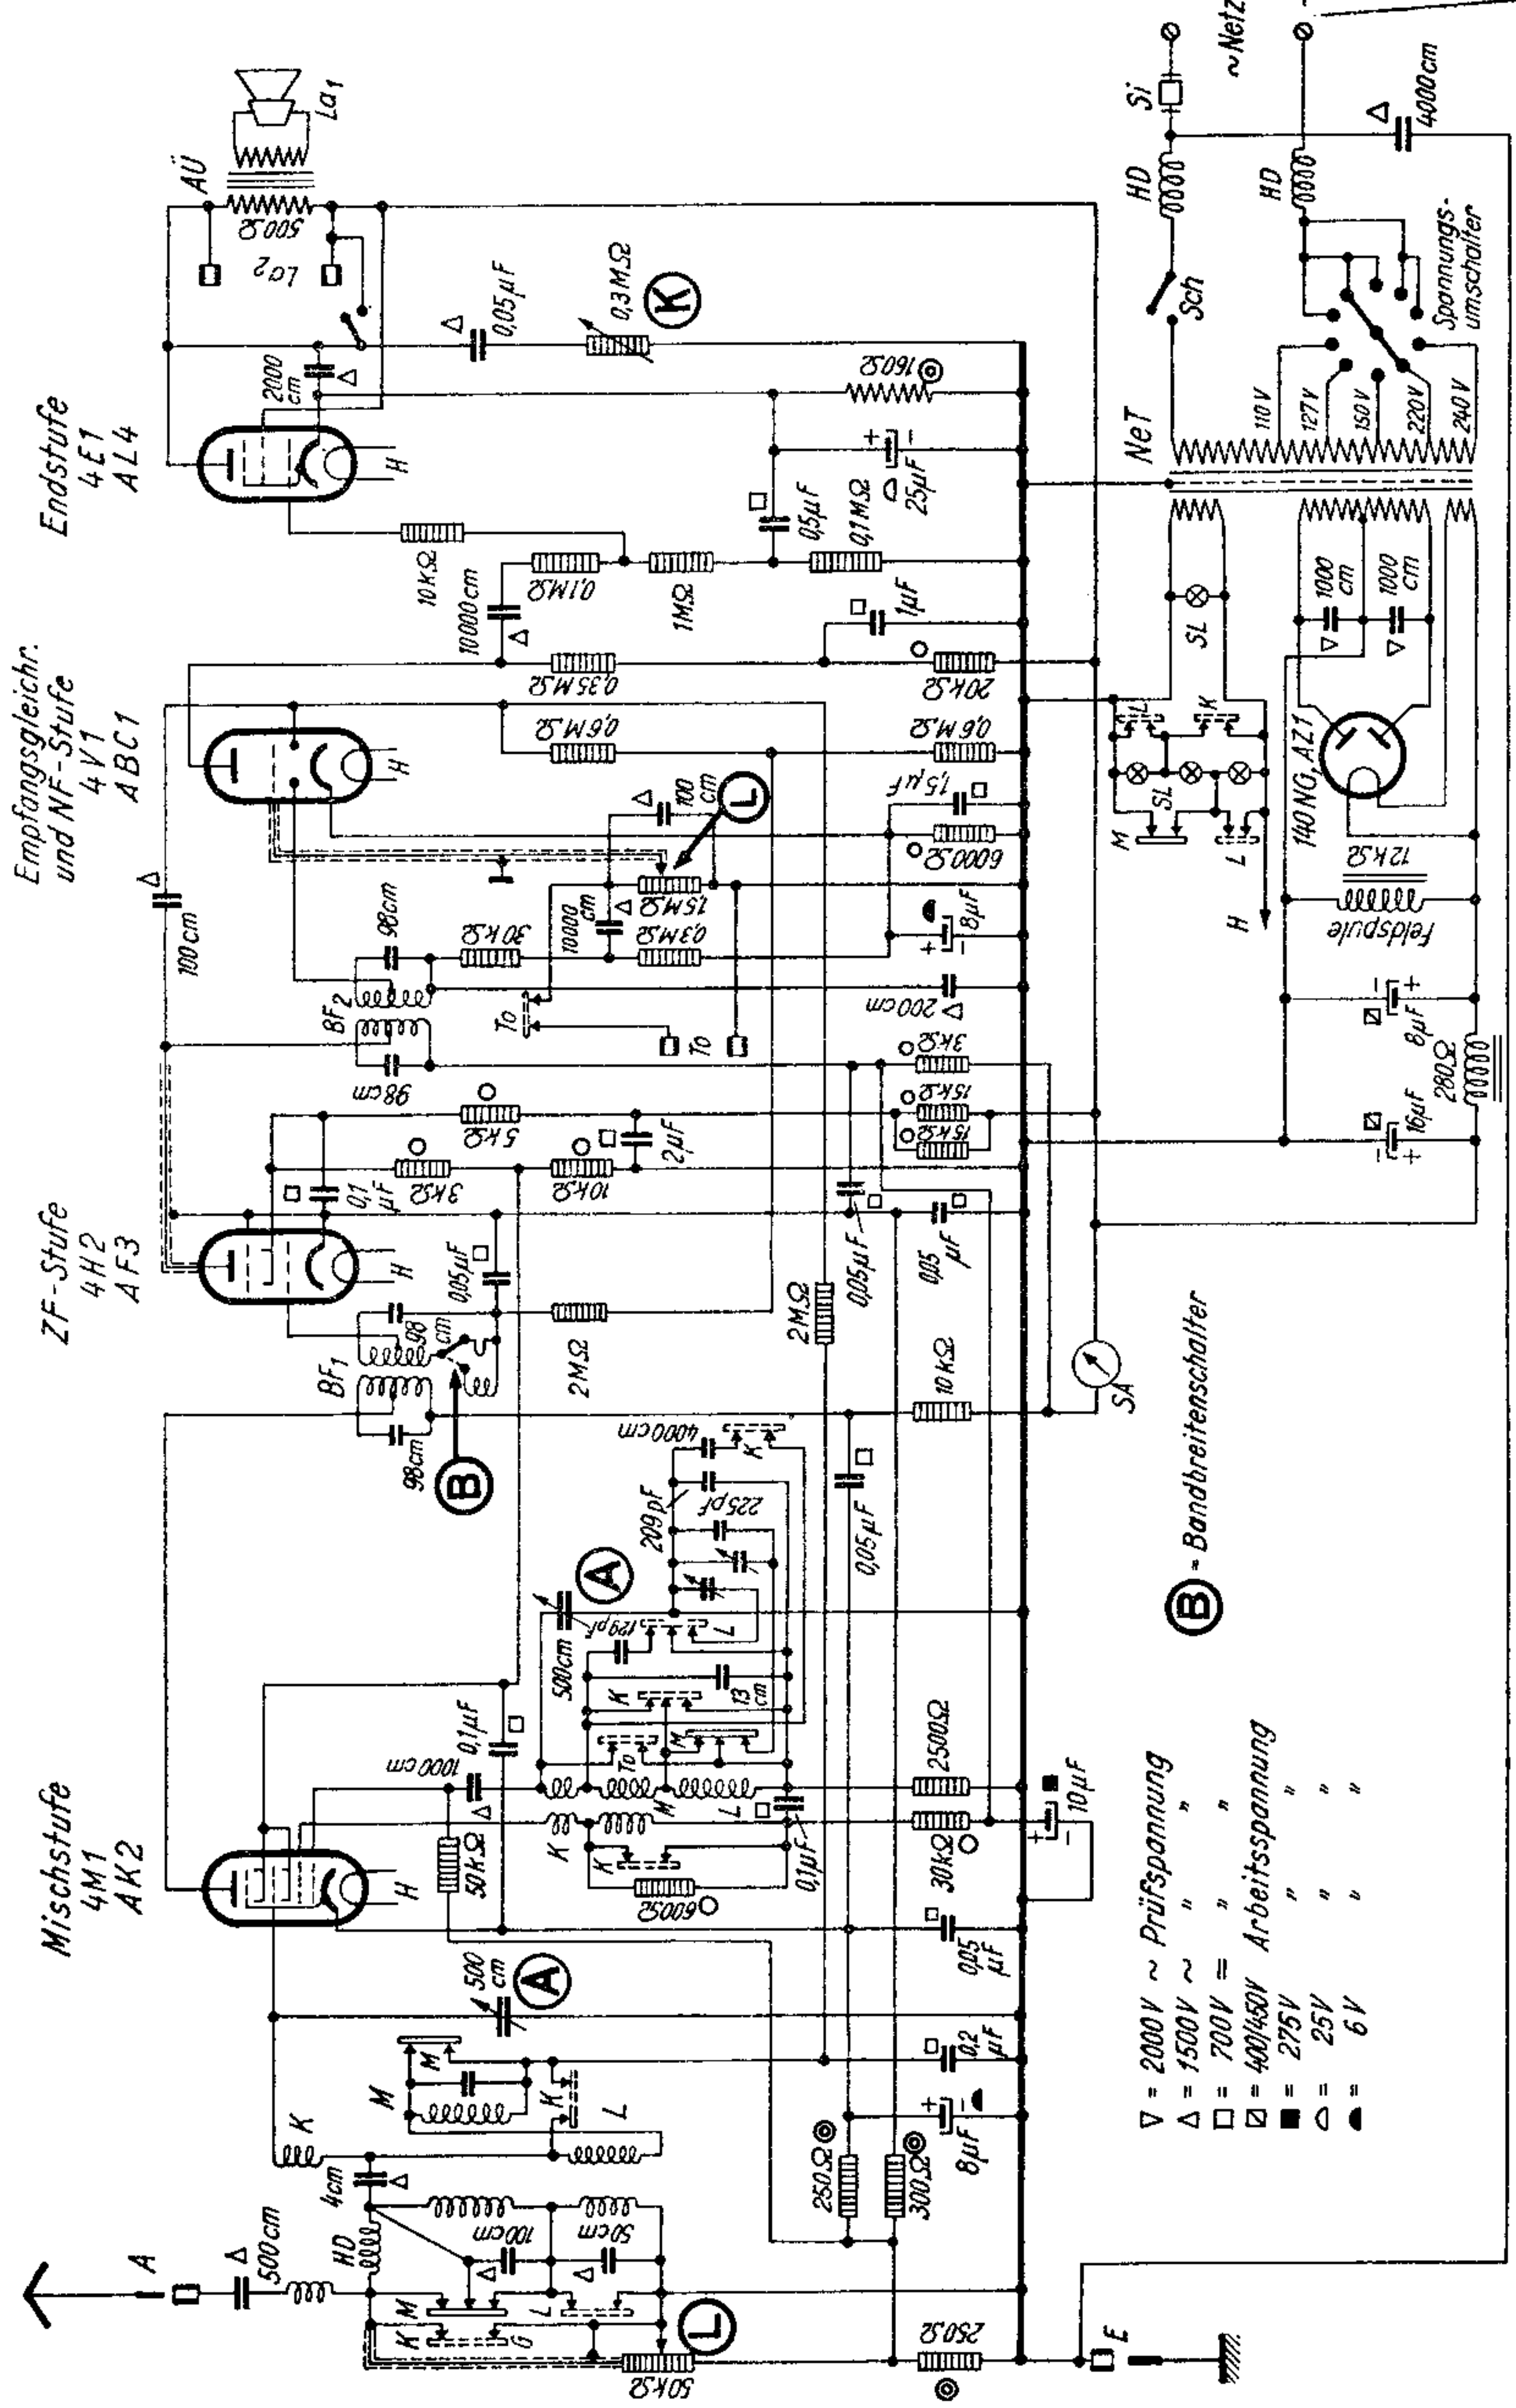 Mischstufe
4M1
AK2
ZF-Stufe
4H2
AF3
Empfangsgleichr.
und NF-Stufe
4V1
ABC1
Endstufe
4E1
AL4
A
500cm
HD
4cm
K
M
M
K
L
100cm
50cm
K
M
L
G
50kΩ
L
250Ω
E
500
cm
A
H
50kΩ
1000cm
0,1µF
600Ω
K
K
M
L
0,1µF
To
M
K
13
cm
500cm
A
129pF
L
209pF
225pF
4000cm
K
250Ω
300Ω
8µF
0,2
µF
0,05
µF
30kΩ
2500Ω
10µF
0,05µF
10kΩ
SA
98cm
BF1
98
cm
B
2MΩ
0,05µF
H
0,1
µF
3kΩ
5kΩ
10kΩ
2µF
2MΩ
0,05µF
0,05
µF
15kΩ
15kΩ
3kΩ
100cm
98cm
BF2
98cm
30kΩ
To
To
10000
cm
0,3MΩ
1,5MΩ
100
cm
L
200cm
8µF
6000Ω
1,5µF
H
0,6MΩ
0,6MΩ
0,35MΩ
20kΩ
1µF
10000cm
10kΩ
0,1MΩ
1MΩ
0,5µF
0,1MΩ
25µF
160Ω
H
2000
cm
0,05µF
0,3MΩ
K
La2
500Ω
AÜ
La1
B = Bandbreitenschalter
▽ = 2000V ~ Prüfspannung
△ = 1500V ~ " "
□ = 700V = " "
⍁ = 400/450V Arbeitsspannung
■ = 275V " "
= 25V " "
= 6V " "
16µF
280Ω
8µF
Feldspule
12kΩ
140NG, AZ1
1000
cm
1000
cm
H
M
L
SL
L
K
SL
NeT
110V
127V
150V
220V
240V
Spannungs-
umschalter
Sch
HD
HD
Si
~Netz
4000cm